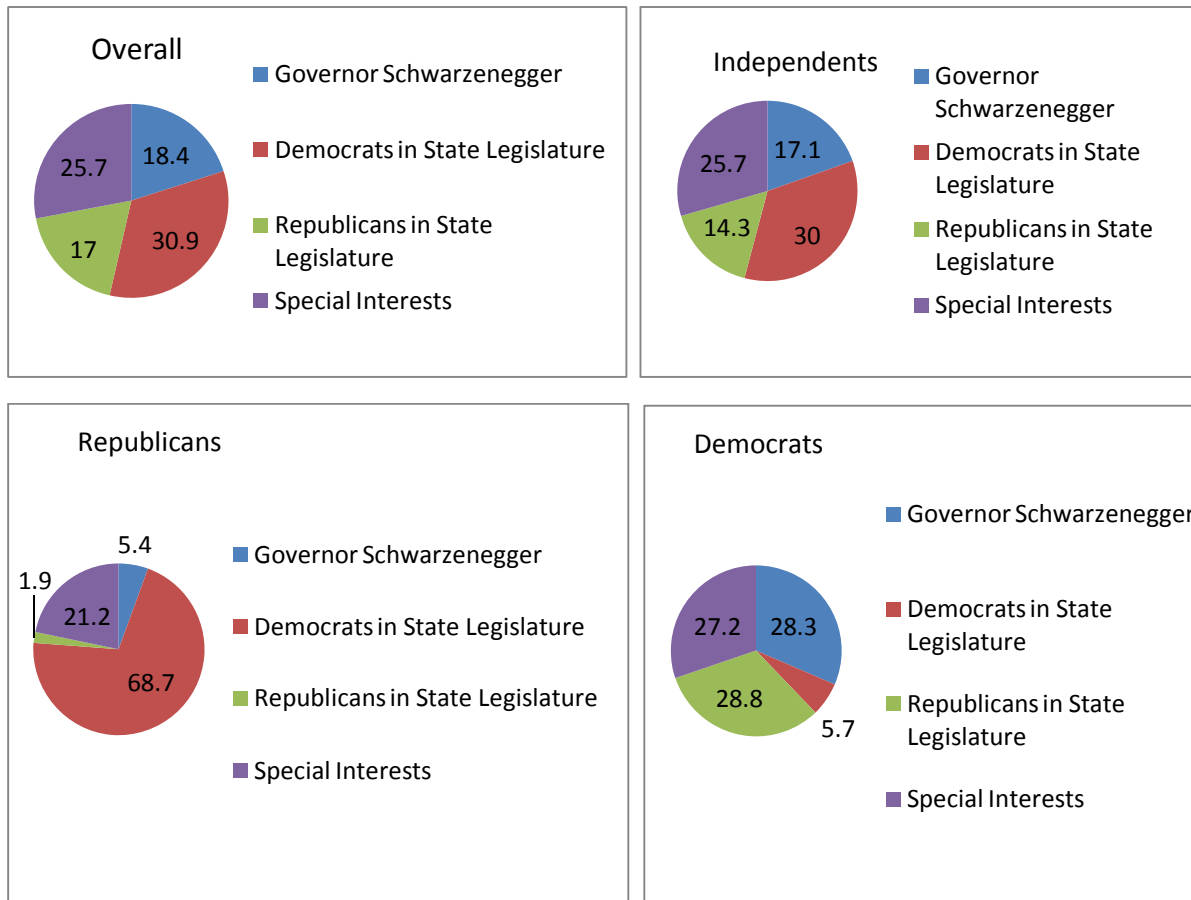 Overall
Governor Schwarzenegger
Democrats in State Legislature
Republicans in State
Legislature
Special Interests
18.4
30.9
17
25.7
Independents
Governor
Schwarzenegger
Democrats in State
Legislature
Republicans in State
Legislature
Special Interests
17.1
30
14.3
25.7
Republicans
Governor Schwarzenegger
Democrats in State Legislature
Republicans in State Legislature
Special Interests
5.4
68.7
1.9
21.2
Democrats
Governor Schwarzenegger
Democrats in State
Legislature
Republicans in State
Legislature
Special Interests
28.3
5.7
28.8
27.2